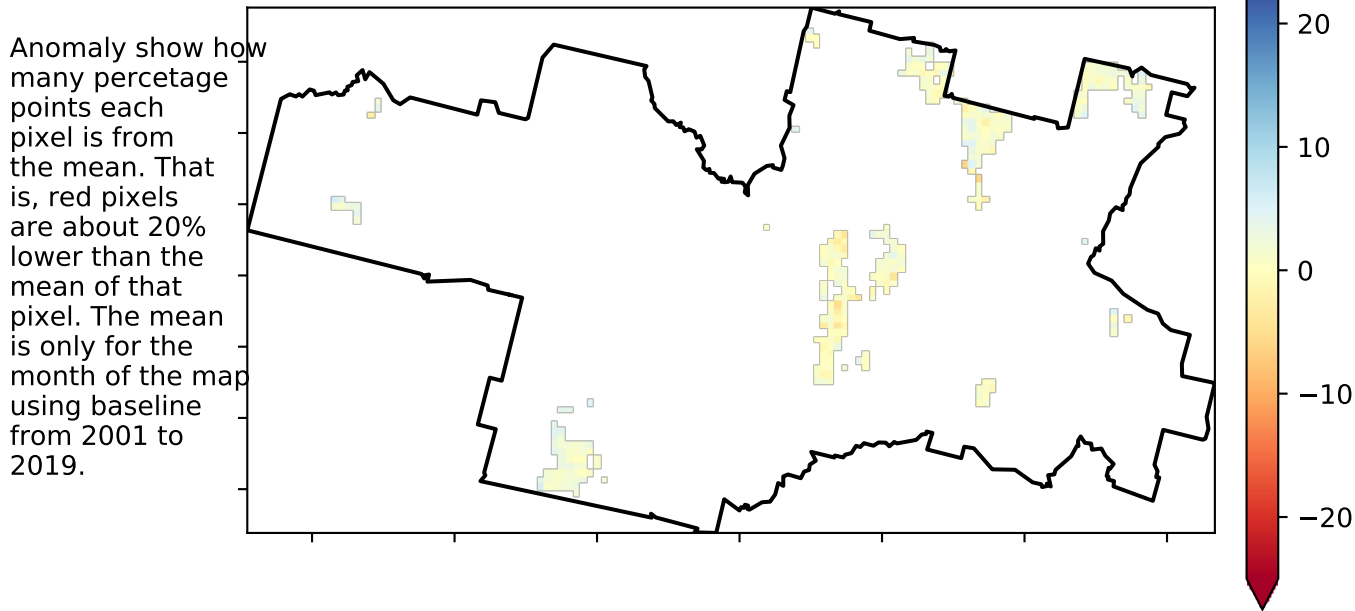 Anomaly show how
many percetage
points each
pixel is from
the mean. That
is, red pixels
are about 20%
lower than the
mean of that
pixel. The mean
is only for the
month of the map
using baseline
from 2001 to
2019.
20
10
0
−10
−20